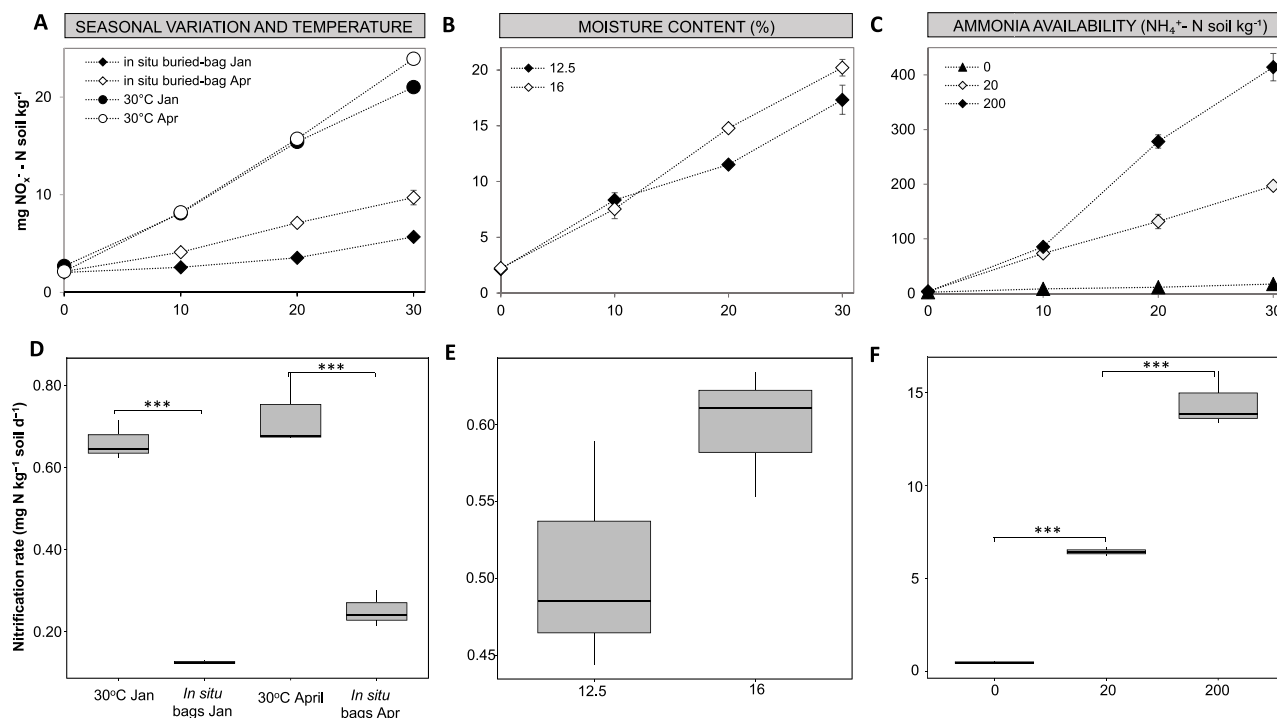 A
SEASONAL VARIATION AND TEMPERATURE
in situ buried-bag Jan
in situ buried-bag Apr
30°C Jan
30°C Apr
mg NOₓ⁻- N soil kg⁻¹
20
10
0
0 10 20 30
B
MOISTURE CONTENT (%)
12.5
16
20
15
10
5
0
0 10 20 30
C
AMMONIA AVAILABILITY (NH₄⁺- N soil kg⁻¹)
0
20
200
400
300
200
100
0
0 10 20 30
D
Nitrification rate (mg N kg⁻¹ soil d⁻¹)
0.80
0.60
0.40
0.20
***
***
30ºC Jan
In situ
bags Jan
30ºC April
In situ
bags Apr
E
0.60
0.55
0.50
0.45
12.5 16
F
15
10
5
0
***
***
0 20 200